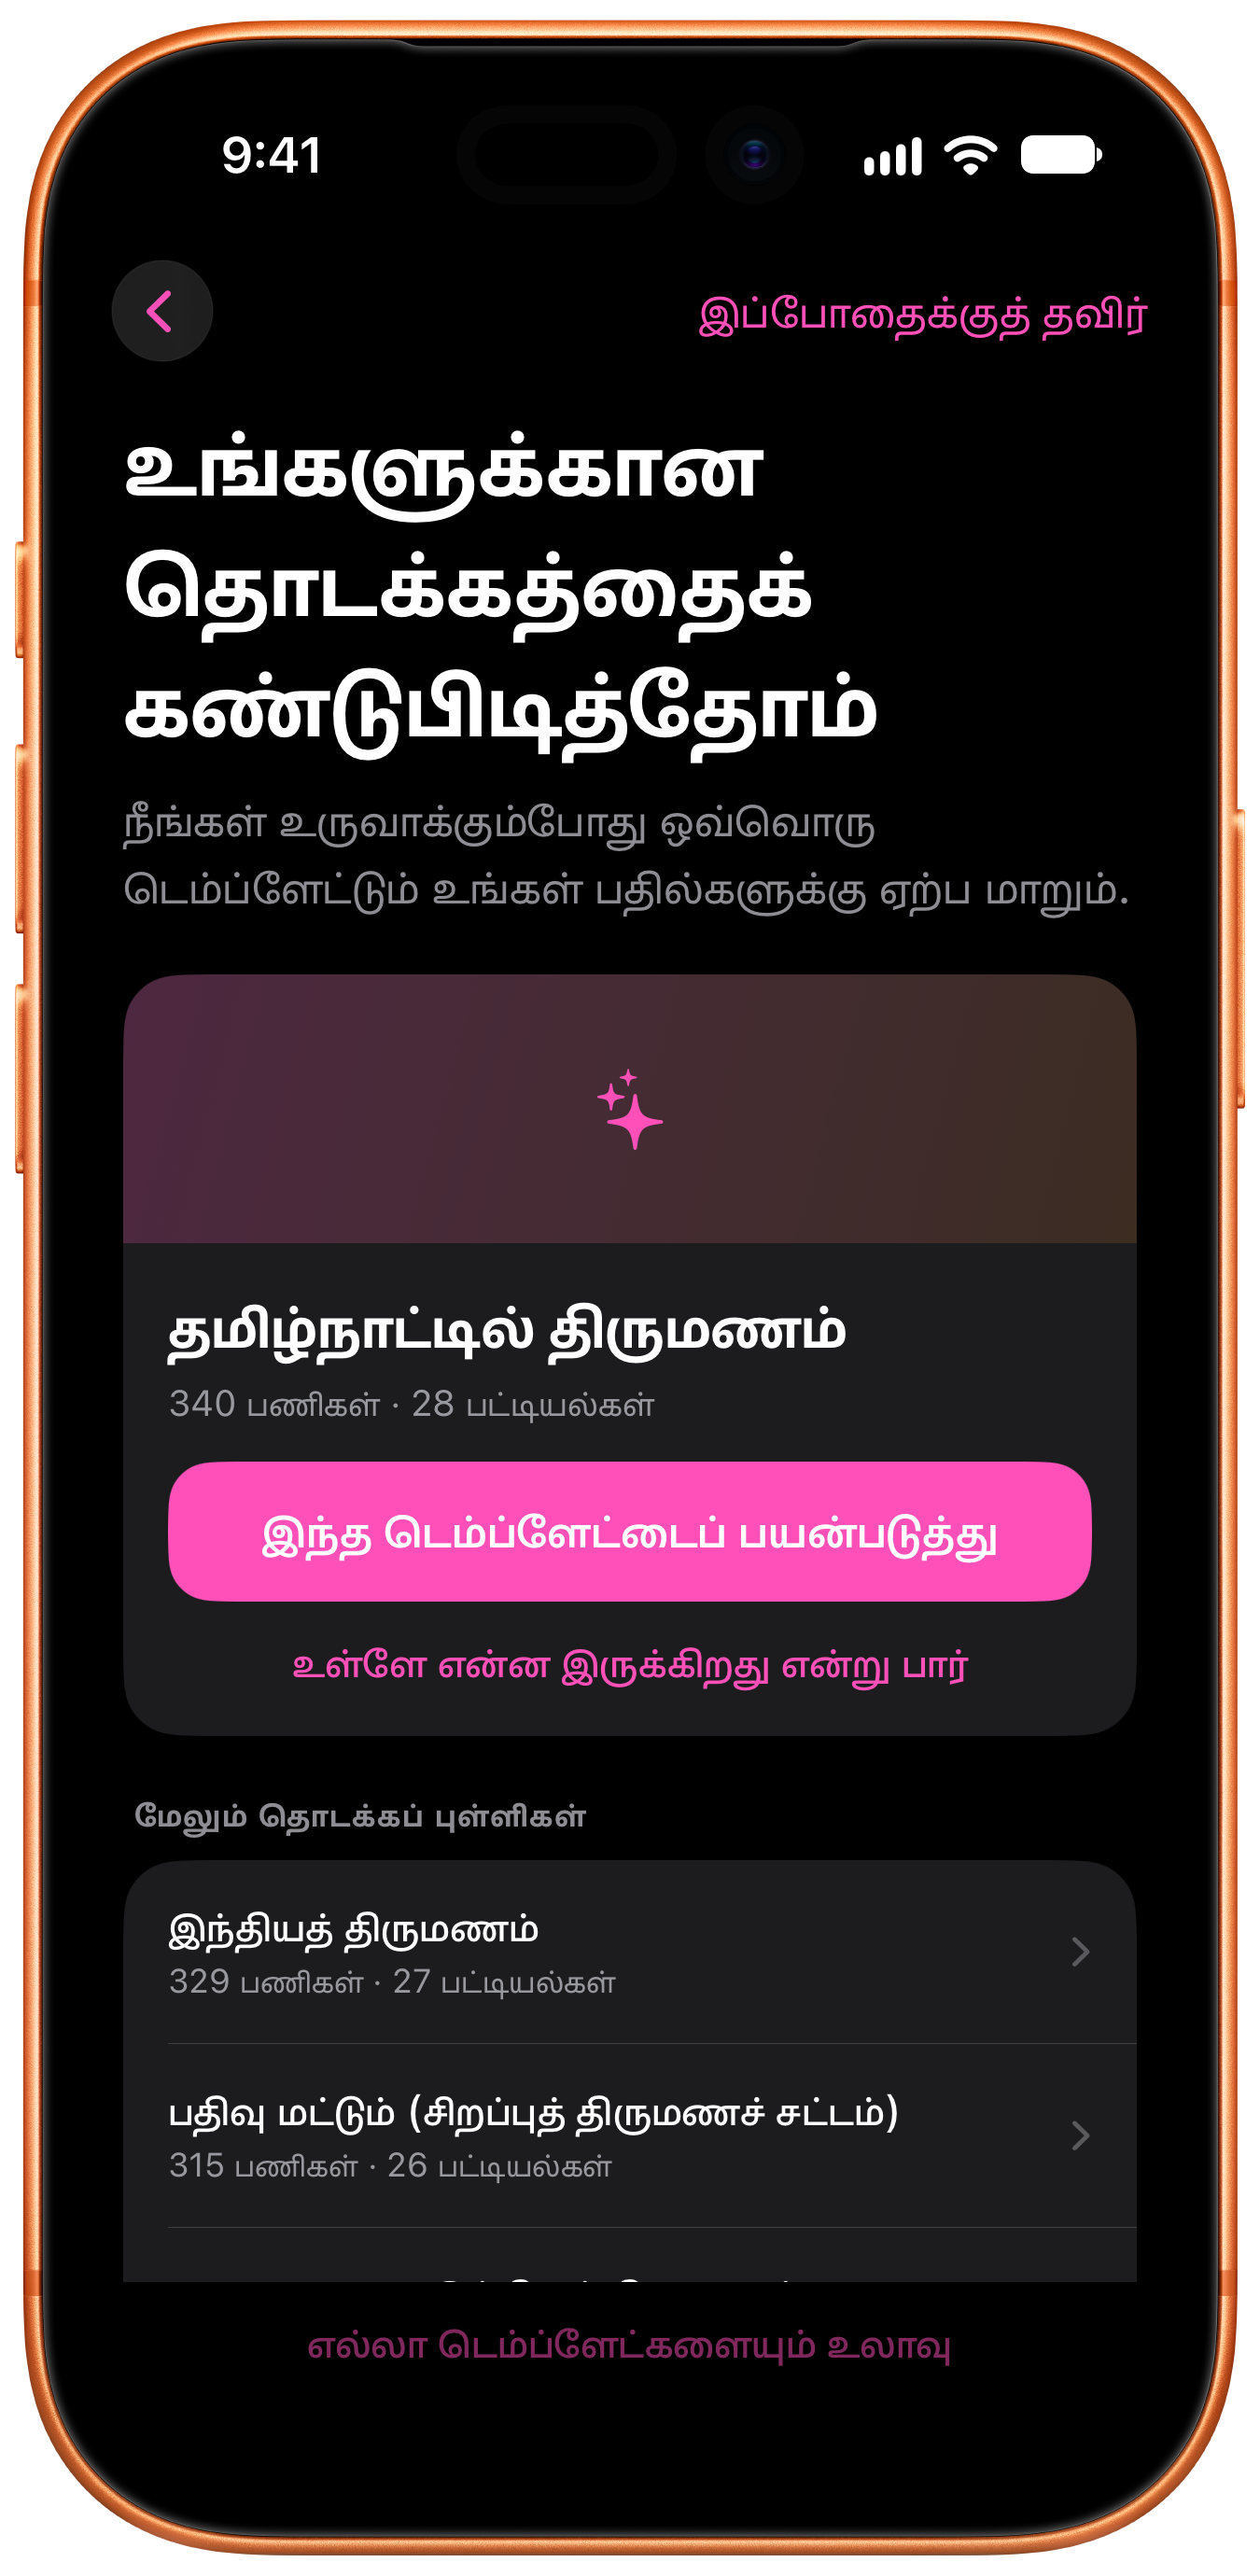 9:41
இப்போதைக்குத் தவிர்
உங்களுக்கான
தொடக்கத்தைக்
கண்டுபிடித்தோம்
நீங்கள் உருவாக்கும்போது ஒவ்வொரு
டெம்ப்ளேட்டும் உங்கள் பதில்களுக்கு ஏற்ப மாறும்.
தமிழ்நாட்டில் திருமணம்
340 பணிகள் · 28 பட்டியல்கள்
இந்த டெம்ப்ளேட்டைப் பயன்படுத்து
உள்ளே என்ன இருக்கிறது என்று பார்
மேலும் தொடக்கப் புள்ளிகள்
இந்தியத் திருமணம்
329 பணிகள் · 27 பட்டியல்கள்
பதிவு மட்டும் (சிறப்புத் திருமணச் சட்டம்)
315 பணிகள் · 26 பட்டியல்கள்
எல்லா டெம்ப்ளேட்களையும் உலாவு